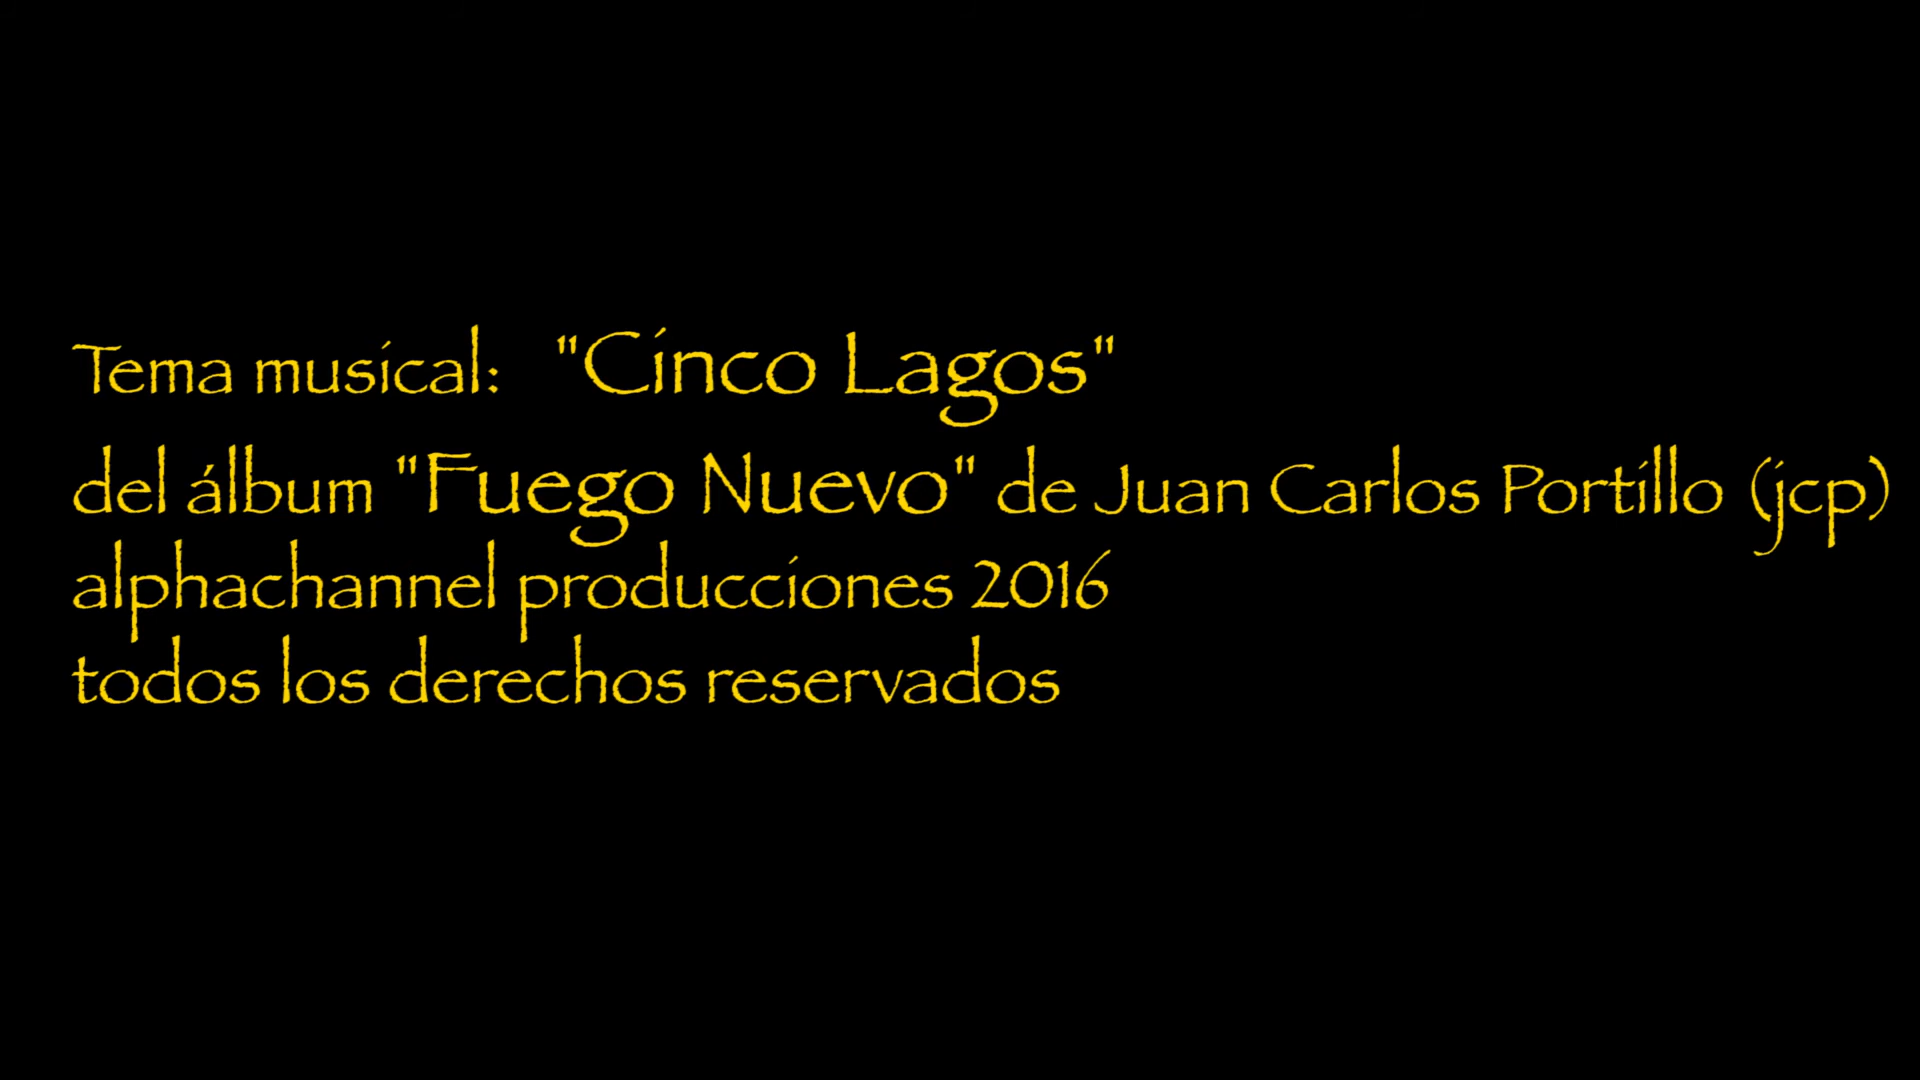 Tema musical: "Cinco Lagos"
del álbum "Fuego Nuevo" de Juan Carlos Portillo (jcp)
alphachannel producciones 2016
todos los derechos reservados